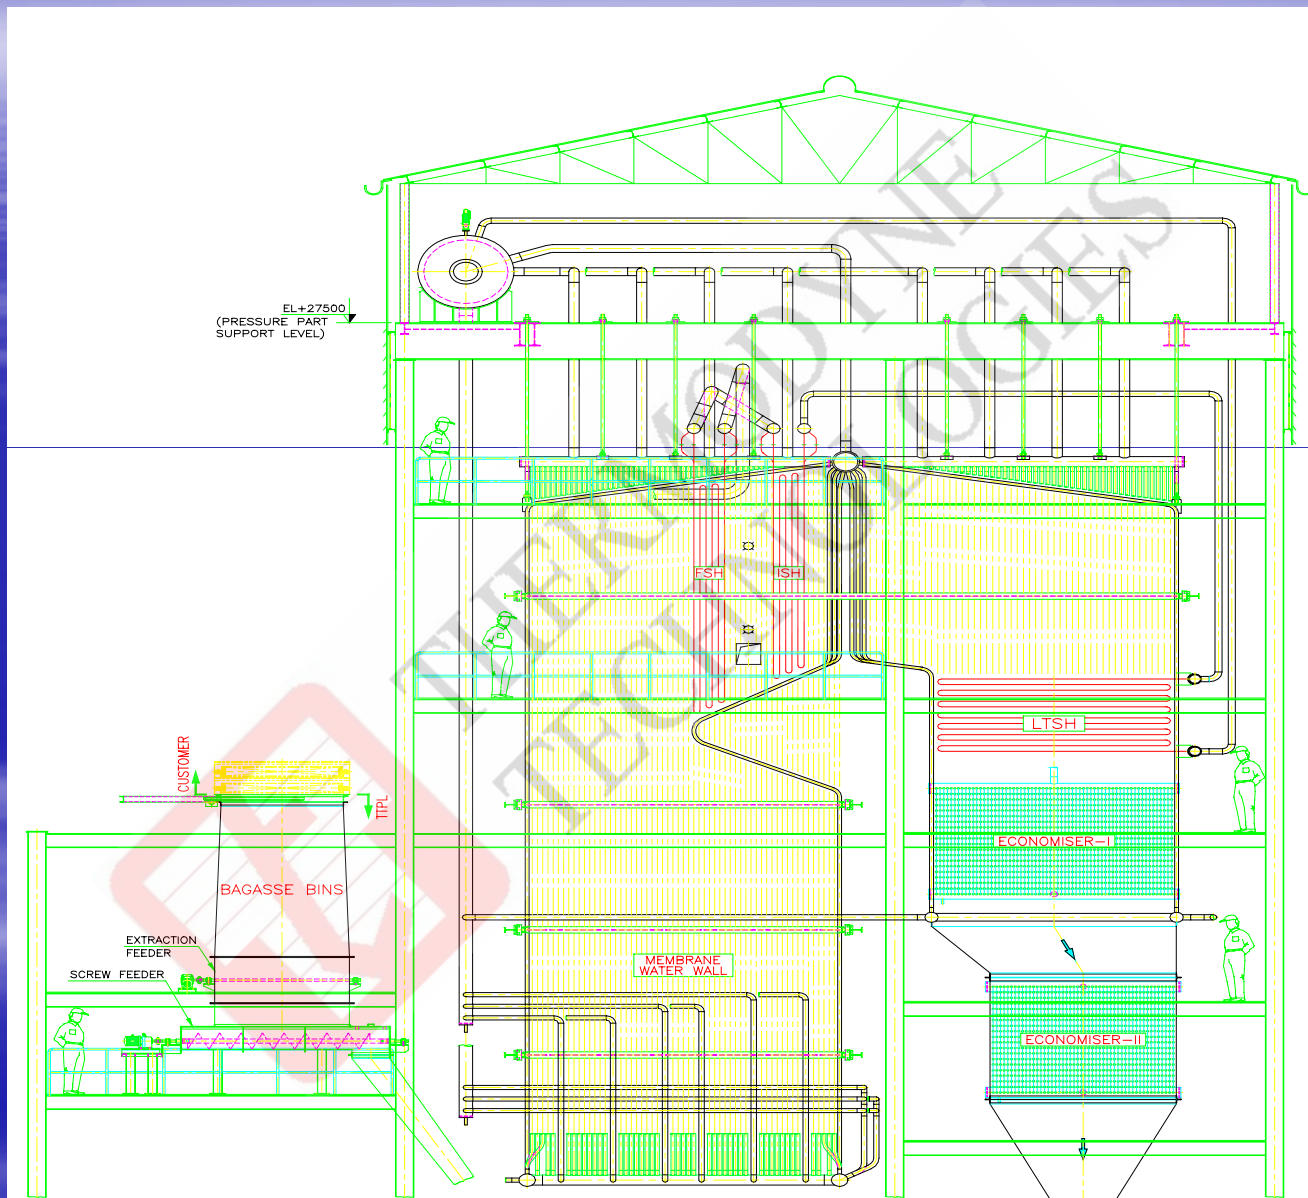 THERMODYNE
TECHNOLOGIES
EL+27500
(PRESSURE PART
SUPPORT LEVEL)
FSH
ISH
LTSH
CUSTOMER
TTPL
ECONOMISER-I
BAGASSE BINS
EXTRACTION
FEEDER
MEMBRANE
WATER WALL
SCREW FEEDER
ECONOMISER-II